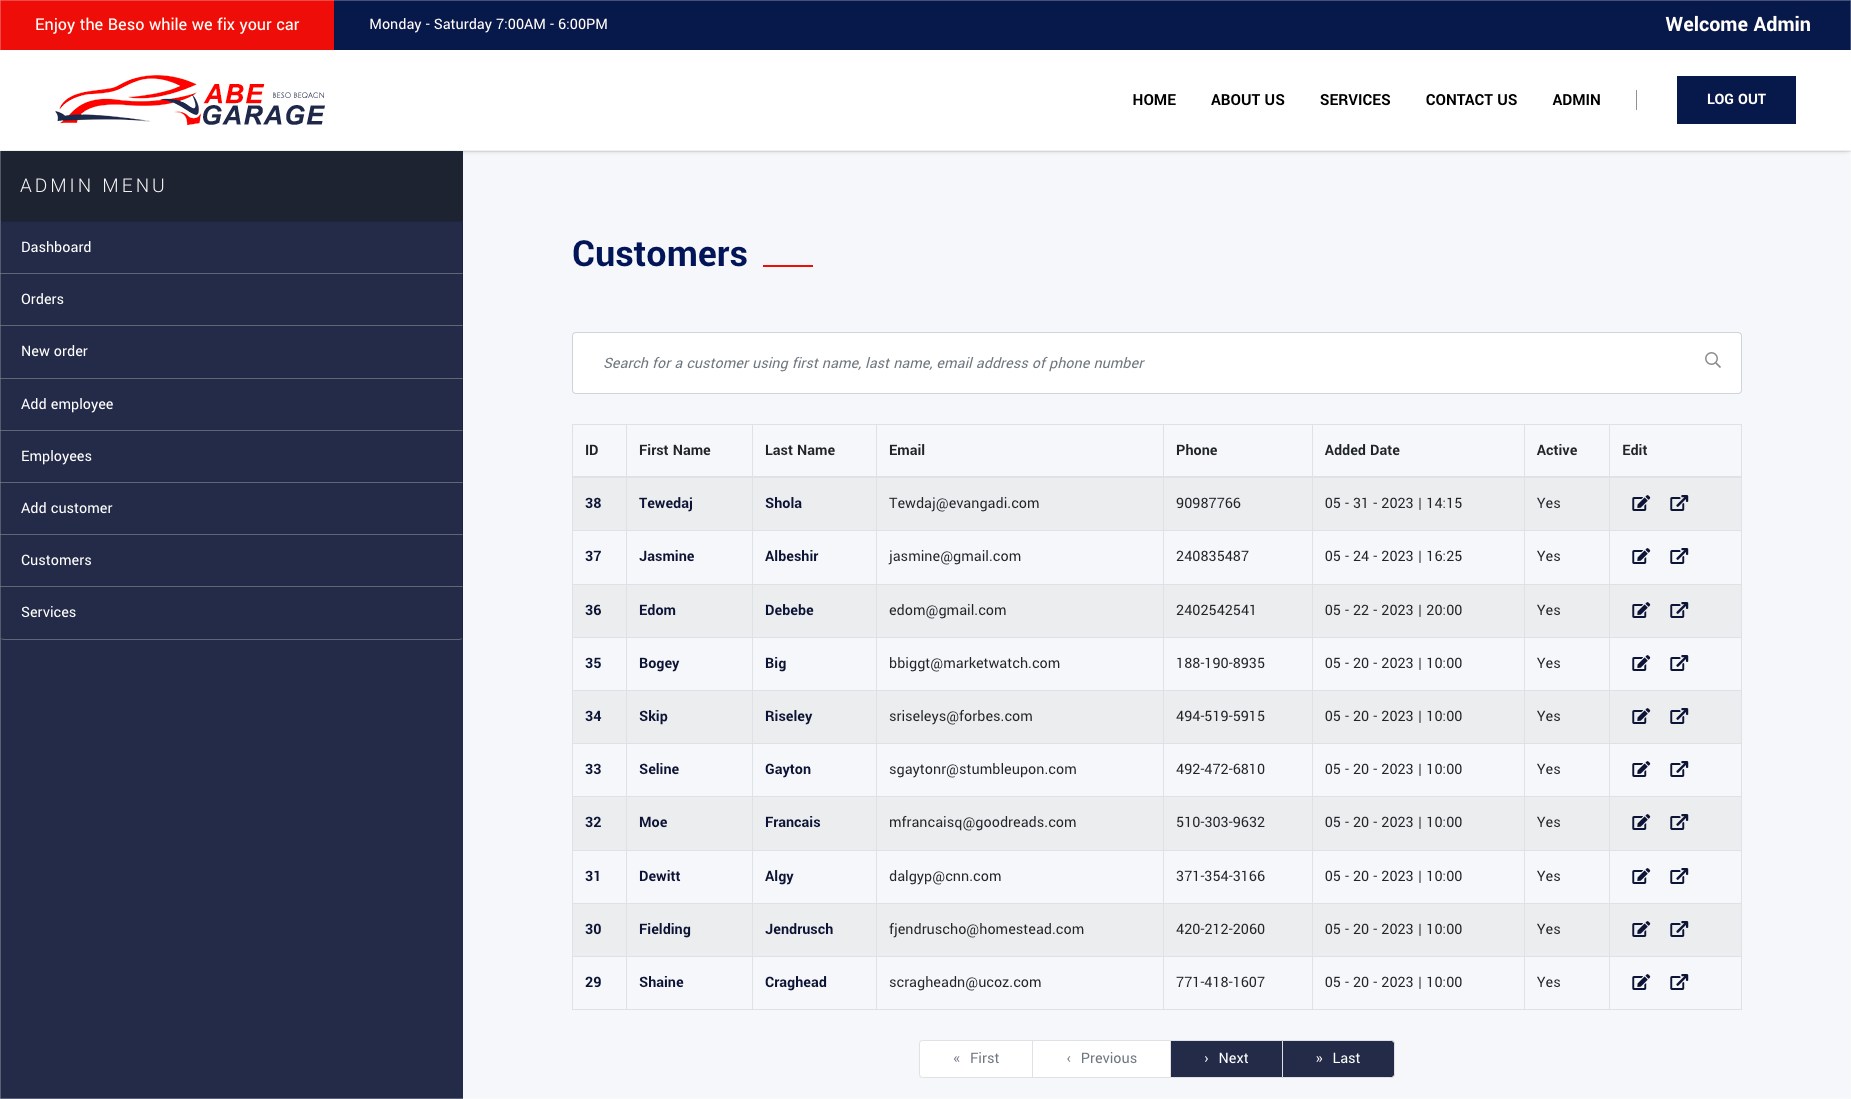 Enjoy the Beso while we fix your car
Monday - Saturday 7:00AM - 6:00PM
Welcome Admin
ABE
BESO BEQACN
GARAGE
HOME ABOUT US SERVICES CONTACT US ADMIN LOG OUT
ADMIN MENU
Dashboard
Orders
New order
Add employee
Employees
Add customer
Customers
Services
Customers
Search for a customer using first name, last name, email address of phone number
ID First Name Last Name Email Phone Added Date Active Edit
38 Tewedaj Shola Tewdaj@evangadi.com 90987766 05 - 31 - 2023 | 14:15 Yes
37 Jasmine Albeshir jasmine@gmail.com 240835487 05 - 24 - 2023 | 16:25 Yes
36 Edom Debebe edom@gmail.com 2402542541 05 - 22 - 2023 | 20:00 Yes
35 Bogey Big bbiggt@marketwatch.com 188-190-8935 05 - 20 - 2023 | 10:00 Yes
34 Skip Riseley sriseleys@forbes.com 494-519-5915 05 - 20 - 2023 | 10:00 Yes
33 Seline Gayton sgaytonr@stumbleupon.com 492-472-6810 05 - 20 - 2023 | 10:00 Yes
32 Moe Francais mfrancaisq@goodreads.com 510-303-9632 05 - 20 - 2023 | 10:00 Yes
31 Dewitt Algy dalgyp@cnn.com 371-354-3166 05 - 20 - 2023 | 10:00 Yes
30 Fielding Jendrusch fjendruscho@homestead.com 420-212-2060 05 - 20 - 2023 | 10:00 Yes
29 Shaine Craghead scragheadn@ucoz.com 771-418-1607 05 - 20 - 2023 | 10:00 Yes
« First ‹ Previous › Next » Last